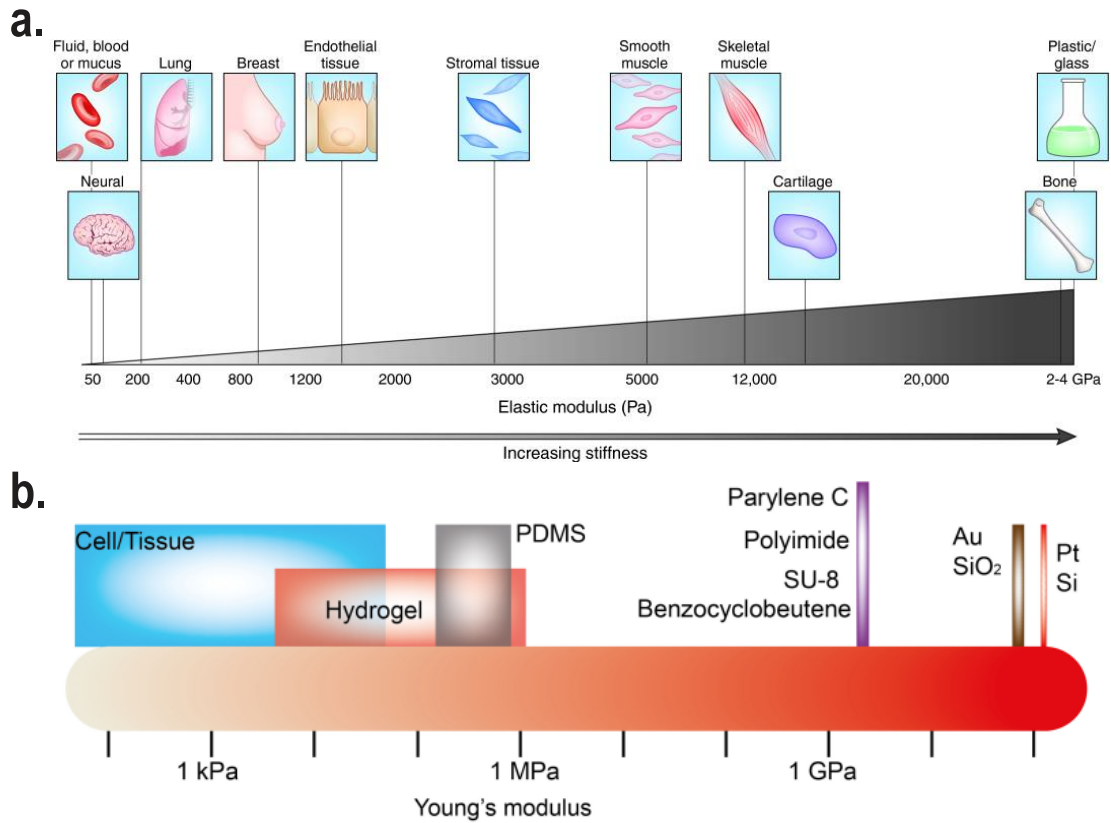 a.
Fluid, blood
or mucus
Lung
Breast
Endothelial
tissue
Stromal tissue
Smooth
muscle
Skeletal
muscle
Plastic/
glass
Neural
Cartilage
Bone
50 200 400 800 1200 2000 3000 5000 12,000 20,000 2-4 GPa
Elastic modulus (Pa)
Increasing stiffness
b.
Cell/Tissue
Hydrogel
PDMS
Parylene C
Polyimide
SU-8
Benzocyclobeutene
Au
SiO₂
Pt
Si
1 kPa 1 MPa 1 GPa
Young's modulus